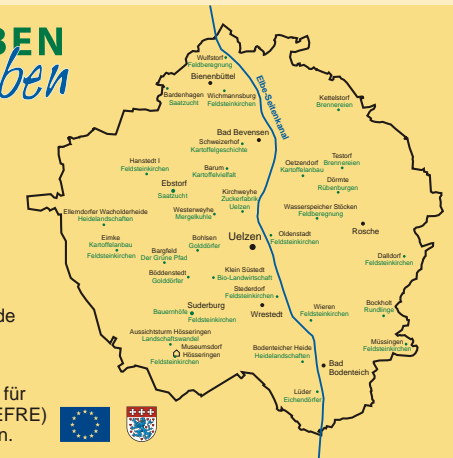 BEN
ben
Wulfstorf
Feldberegnung
Bienenbüttel
Bardenhagen
Saatzucht
Wichmannsburg
Feldsteinkirchen
Elbe-Seitenkanal
Kettelstorf
Brennereien
Bad Bevensen
Schweizerhof
Kartoffelgeschichte
Hanstedt I
Feldsteinkirchen
Barum
Kartoffelvielfalt
Oetzendorf
Kartoffelanbau
Testorf
Brennereien
Dörmte
Rübenburgen
Ebstorf
Saatzucht
Kirchweyhe
Zuckerfabrik
Uelzen
Westerweyhe
Mergelkuhle
Wasserspeicher Stöcken
Feldberegnung
Ellerndorfer Wacholderheide
Heidelandschaften
Rosche
Eimke
Kartoffelanbau
Feldsteinkirchen
Bohlsen
Golddörfer
Uelzen
Oldenstadt
Feldsteinkirchen
Bargfeld
Der Grüne Pfad
Dalldorf
Feldsteinkirchen
Böddenstedt
Golddörfer
Klein Süstedt
Bio-Landwirtschaft
Stederdorf
Feldsteinkirchen
Suderburg
Bauernhöfe
Feldsteinkirchen
Wrestedt
Wieren
Feldsteinkirchen
Bockholt
Rundlinge
de
Aussichtsturm Hösseringen
Landschaftswandel
Museumsdorf
Hösseringen
Feldsteinkirchen
Bodenteicher Heide
Heidelandschaften
Müssingen
Feldsteinkirchen
Bad
Bodenteich
Lüder
Eichendörfer
für
EFRE)
n.